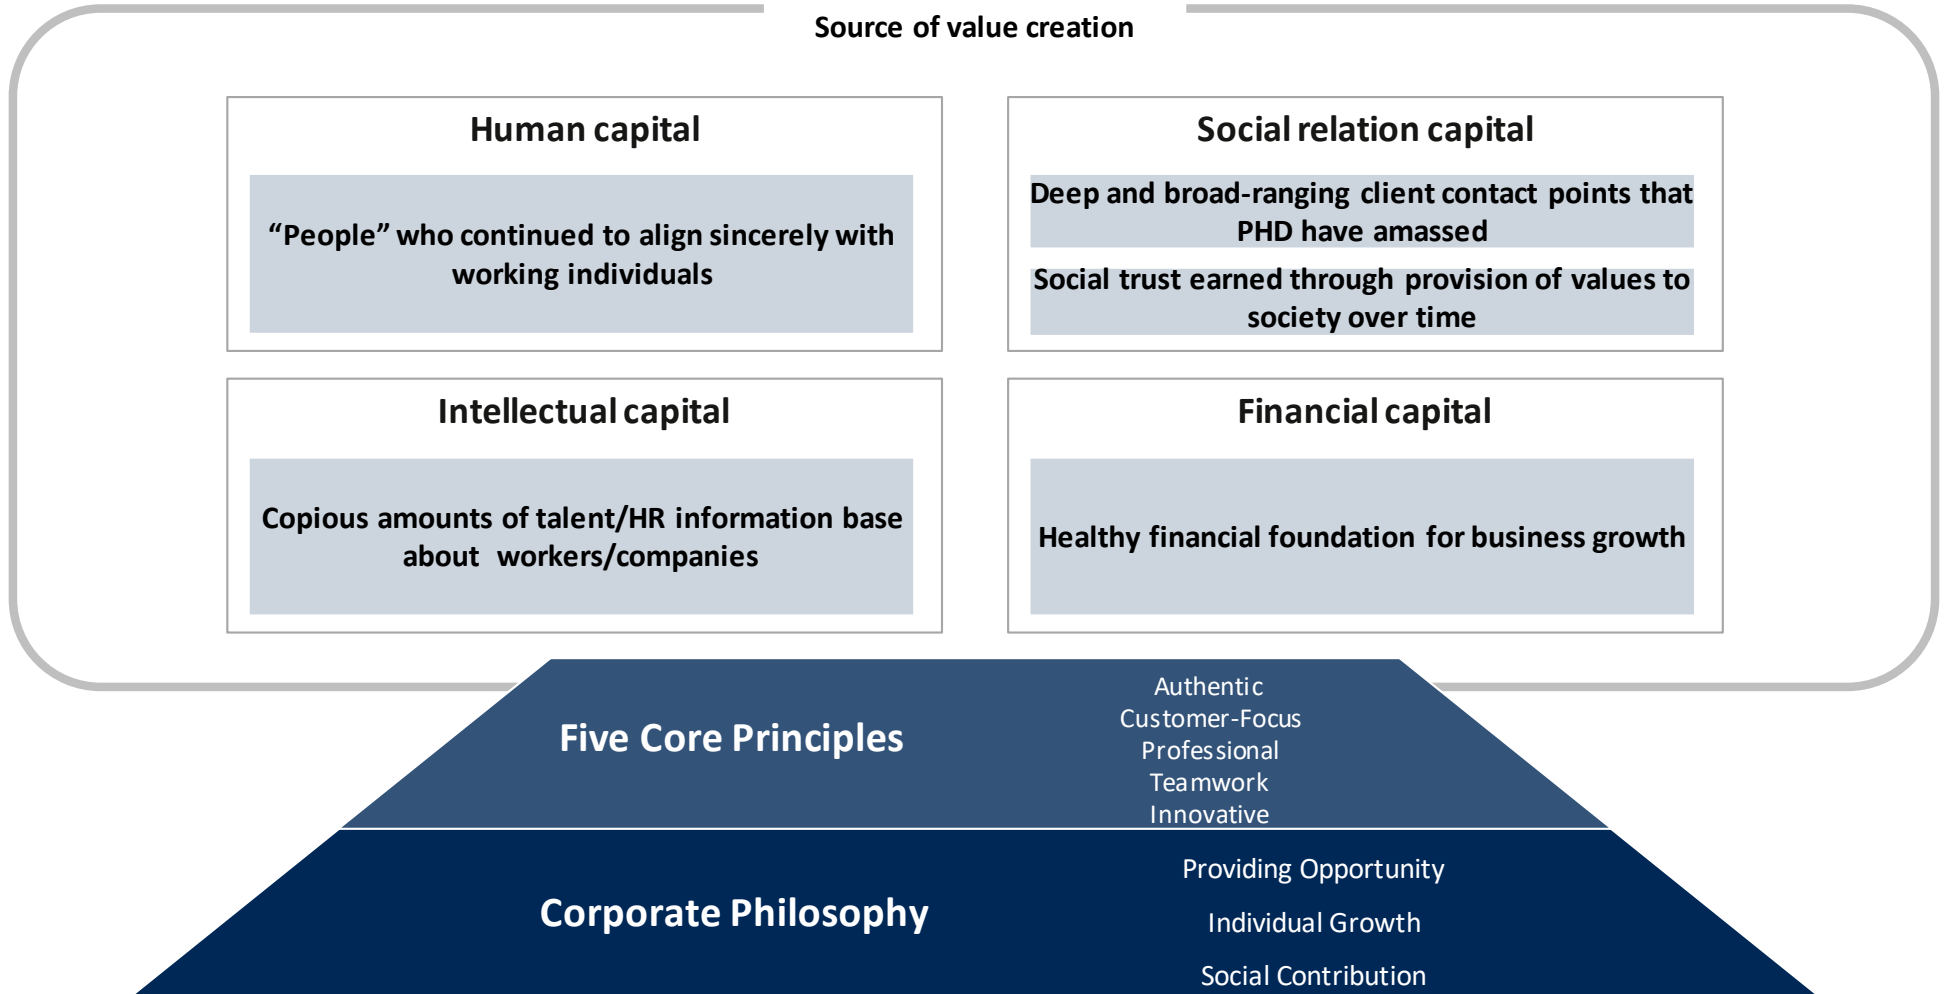 Source of value creation
Human capital
“People” who continued to align sincerely with
working individuals
Social relation capital
Deep and broad-ranging client contact points that
PHD have amassed
Social trust earned through provision of values to
society over time
Intellectual capital
Copious amounts of talent/HR information base
about workers/companies
Financial capital
Healthy financial foundation for business growth
Five Core Principles
Authentic
Customer-Focus
Professional
Teamwork
Innovative
Corporate Philosophy
Providing Opportunity
Individual Growth
Social Contribution